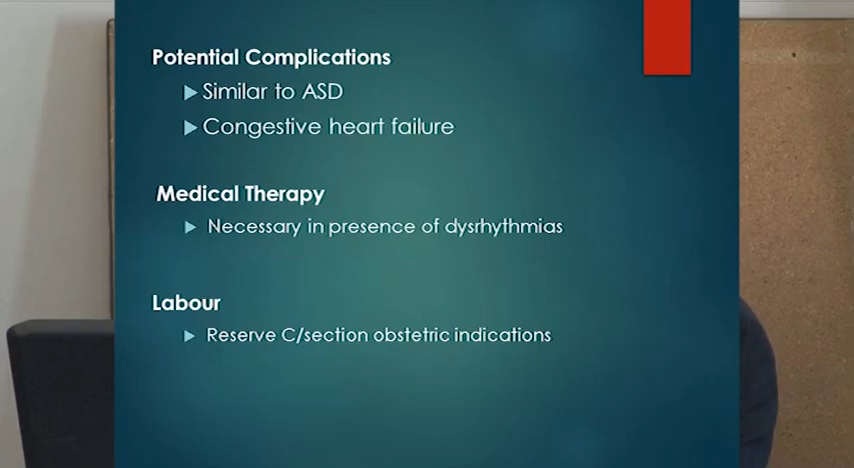 Potential Complications
Similar to ASD
Congestive heart failure
Medical Therapy
Necessary in presence of dysrhythmias
Labour
Reserve C/section obstetric indications